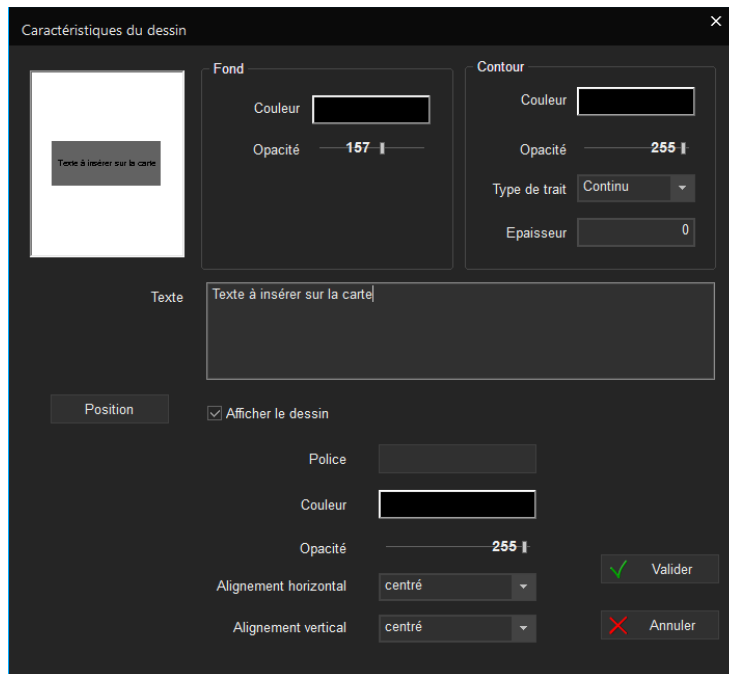 Caractéristiques du dessin
Texte à insérer sur la carte
Fond
Couleur
Opacité 157
Contour
Couleur
Opacité 255
Type de trait Continu
Epaisseur 0
Texte
Texte à insérer sur la carte
Position
Afficher le dessin
Police
Couleur
Opacité 255
Alignement horizontal centré
Alignement vertical centré
Valider
Annuler